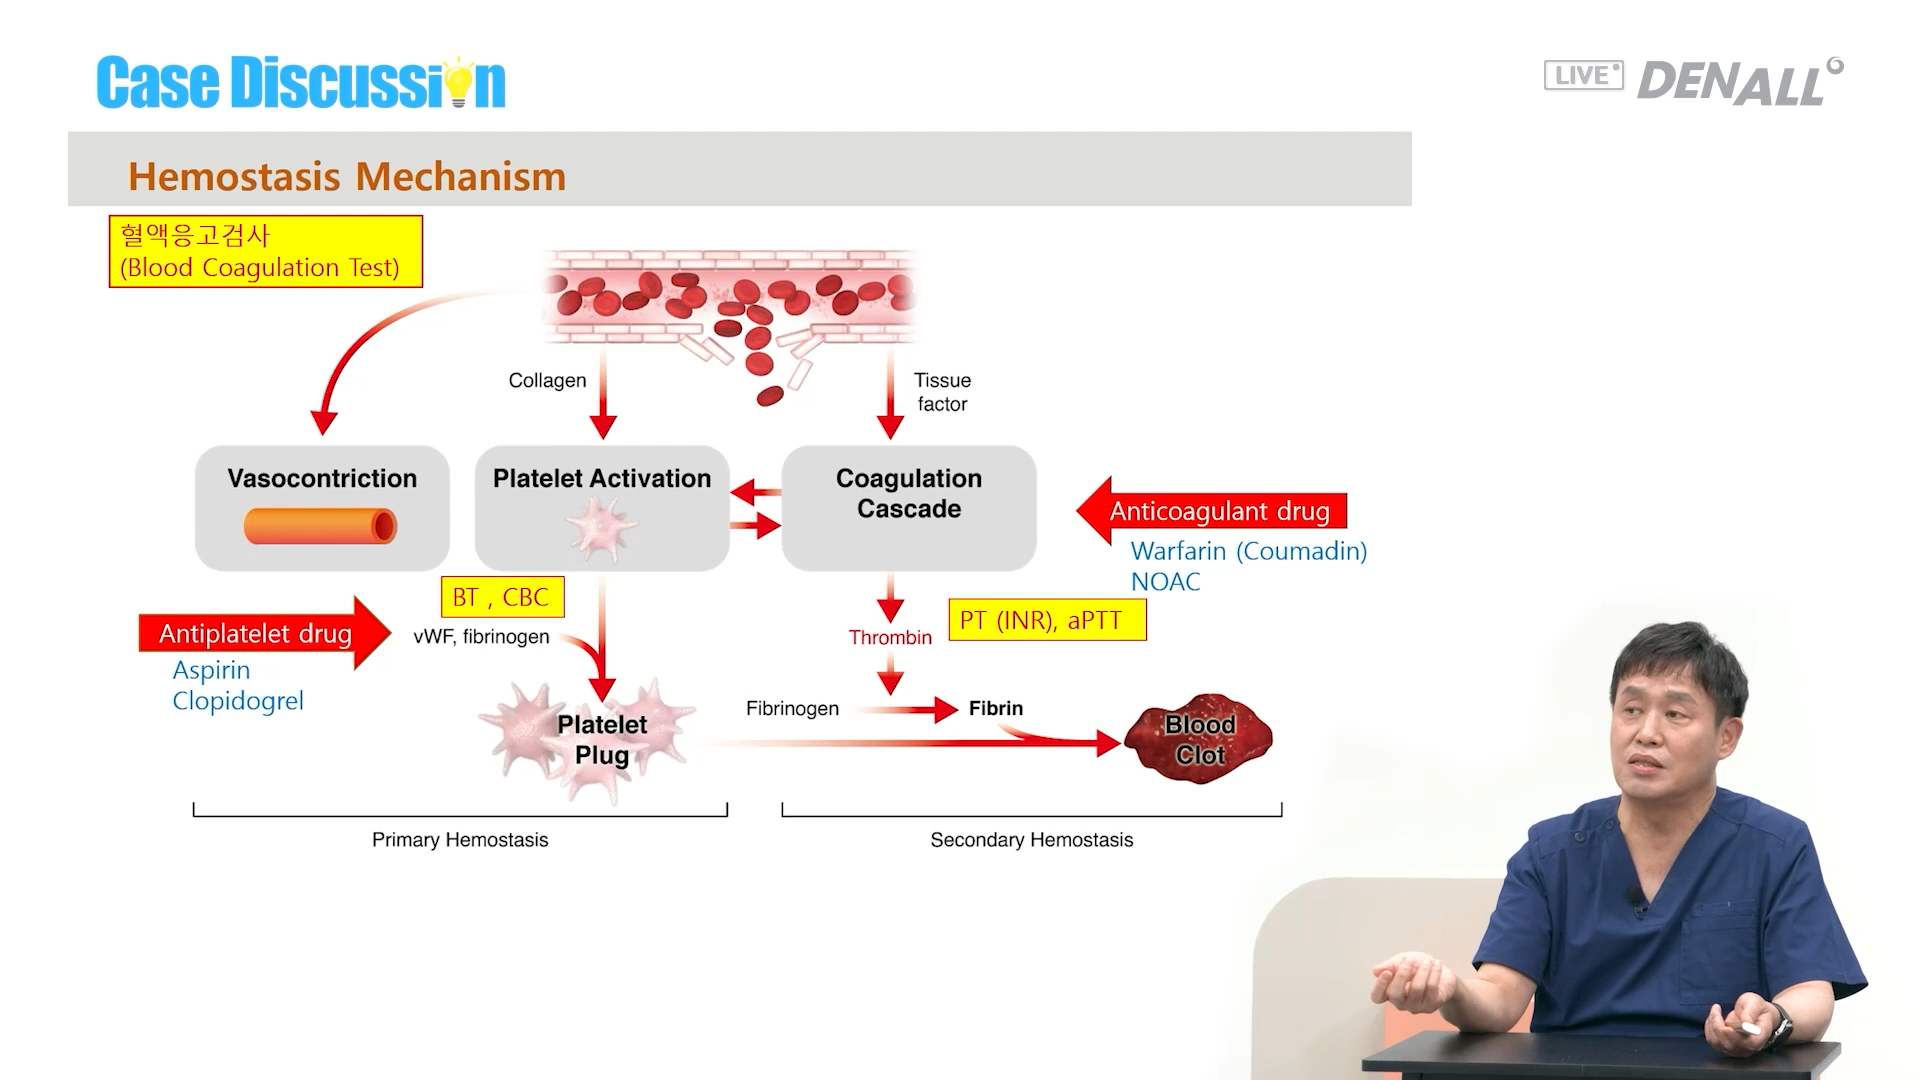 Case Discussion
LIVE DENALL
Hemostasis Mechanism
혈액응고검사
(Blood Coagulation Test)
Collagen
Tissue
factor
Vasocontriction
Platelet Activation
Coagulation
Cascade
Anticoagulant drug
Warfarin (Coumadin)
NOAC
BT , CBC
PT (INR), aPTT
Antiplatelet drug
vWF, fibrinogen
Thrombin
Aspirin
Clopidogrel
Fibrinogen
Fibrin
Platelet
Plug
Blood
Clot
Primary Hemostasis
Secondary Hemostasis